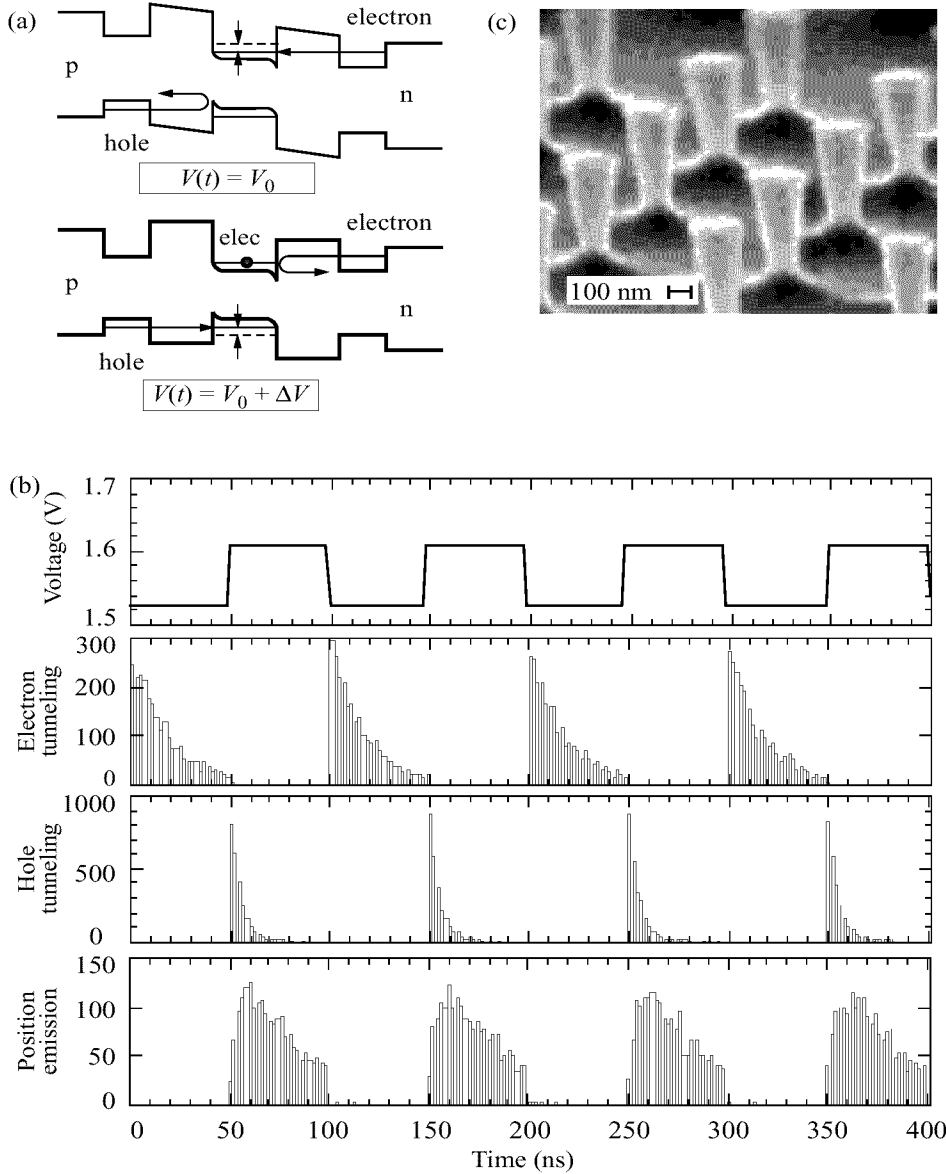 (a)
electron
p
n
hole
V(t) = V₀
elec
electron
p
n
hole
V(t) = V₀ + ΔV
(c)
100 nm
(b)
Voltage (V)
1.7
1.6
1.5
Electron tunneling
300
200
100
0
Hole tunneling
1000
500
0
Position emission
150
100
50
0
0 50 100 150 200 250 300 350 400
Time (ns)